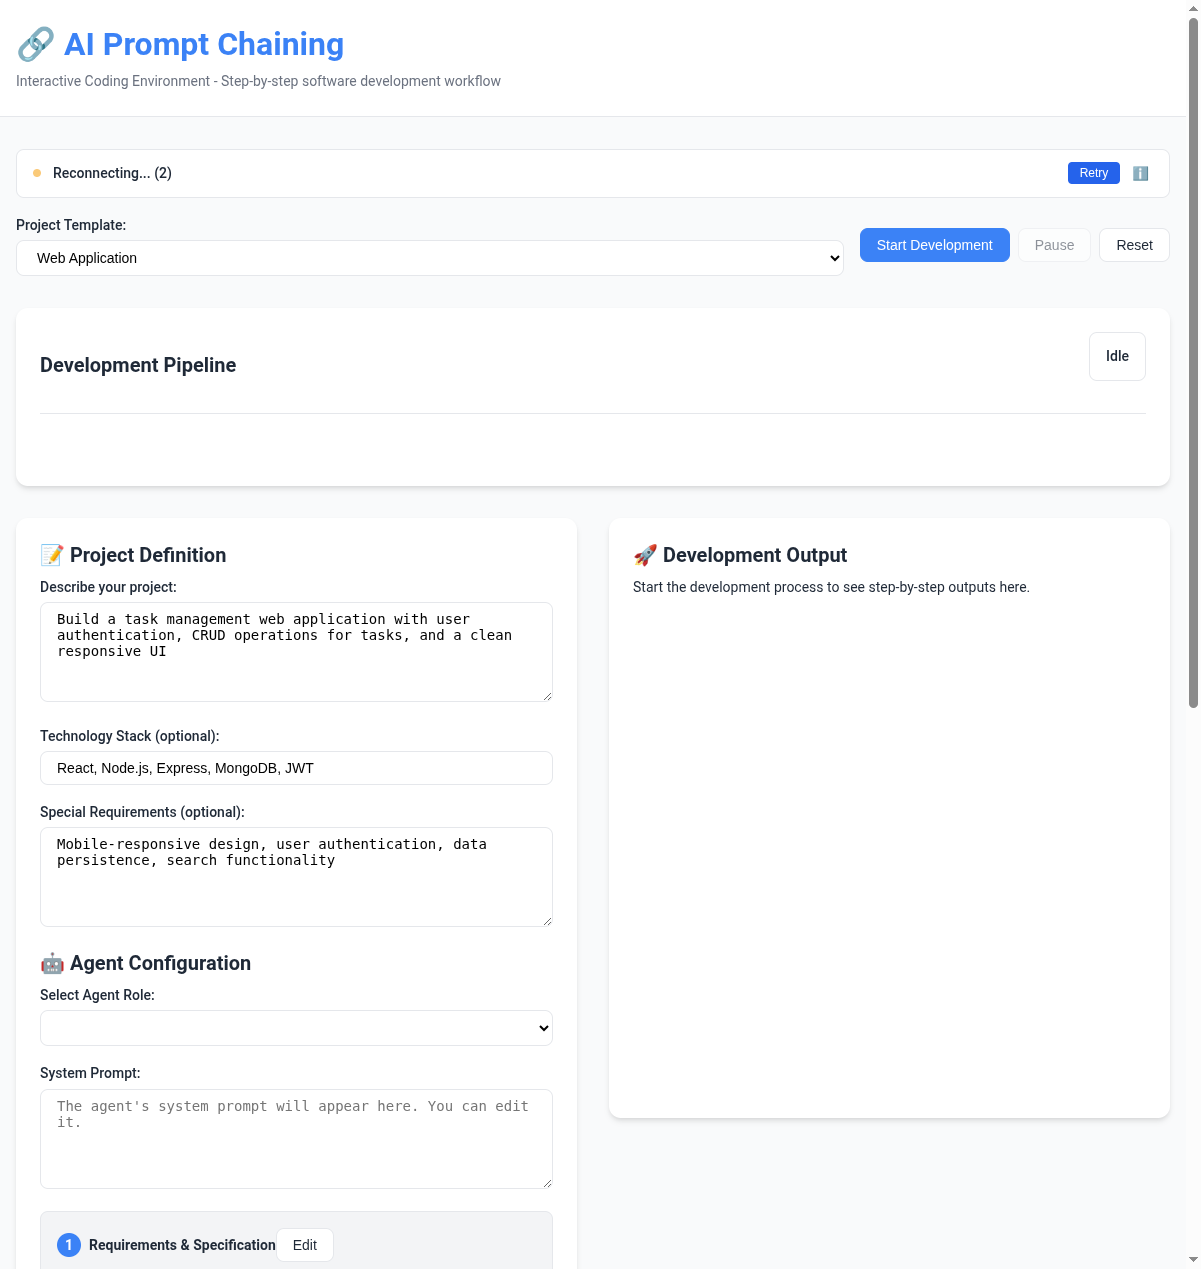 🔗 AI Prompt Chaining
Interactive Coding Environment - Step-by-step software development workflow
Reconnecting... (2)
Retry
ℹ️
Project Template:
Web Application
Start Development
Pause
Reset
Development Pipeline
Idle
📝 Project Definition
Describe your project:
Build a task management web application with user
authentication, CRUD operations for tasks, and a clean
responsive UI
Technology Stack (optional):
React, Node.js, Express, MongoDB, JWT
Special Requirements (optional):
Mobile-responsive design, user authentication, data
persistence, search functionality
🤖 Agent Configuration
Select Agent Role:
System Prompt:
The agent's system prompt will appear here. You can edit
it.
1 Requirements & Specification
Edit
🚀 Development Output
Start the development process to see step-by-step outputs here.